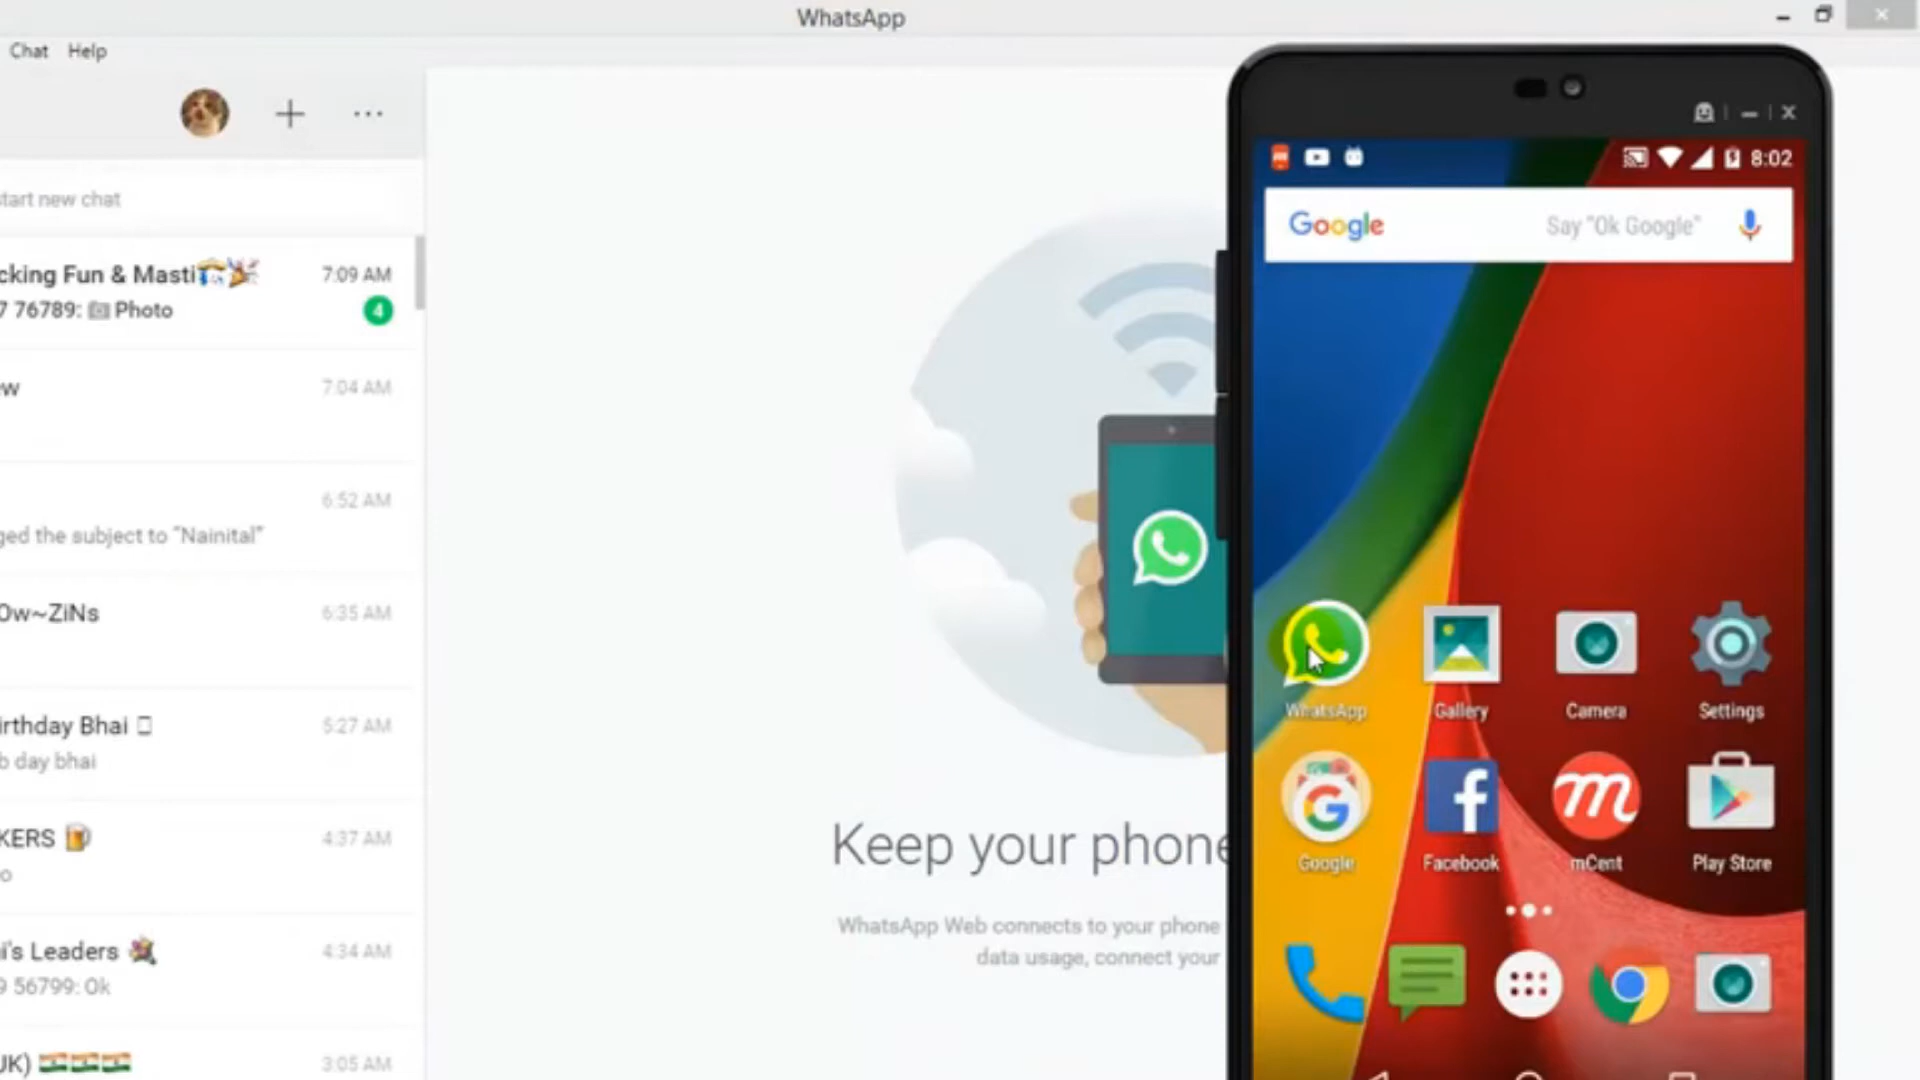 WhatsApp
Chat Help
start new chat
cking Fun & Masti 7:09 AM
7 76789: Photo 4
ew 7:04 AM
6:52 AM
ged the subject to "Nainital"
Ow~ZiNs 6:35 AM
irthday Bhai 5:27 AM
b day bhai
KERS 4:37 AM
o
i's Leaders 4:34 AM
9 56799: Ok
JK) 3:05 AM
Keep your phone
WhatsApp Web connects to your phone
data usage, connect your
8:02
Google Say "Ok Google"
WhatsApp Gallery Camera Settings
Google Facebook mCent Play Store